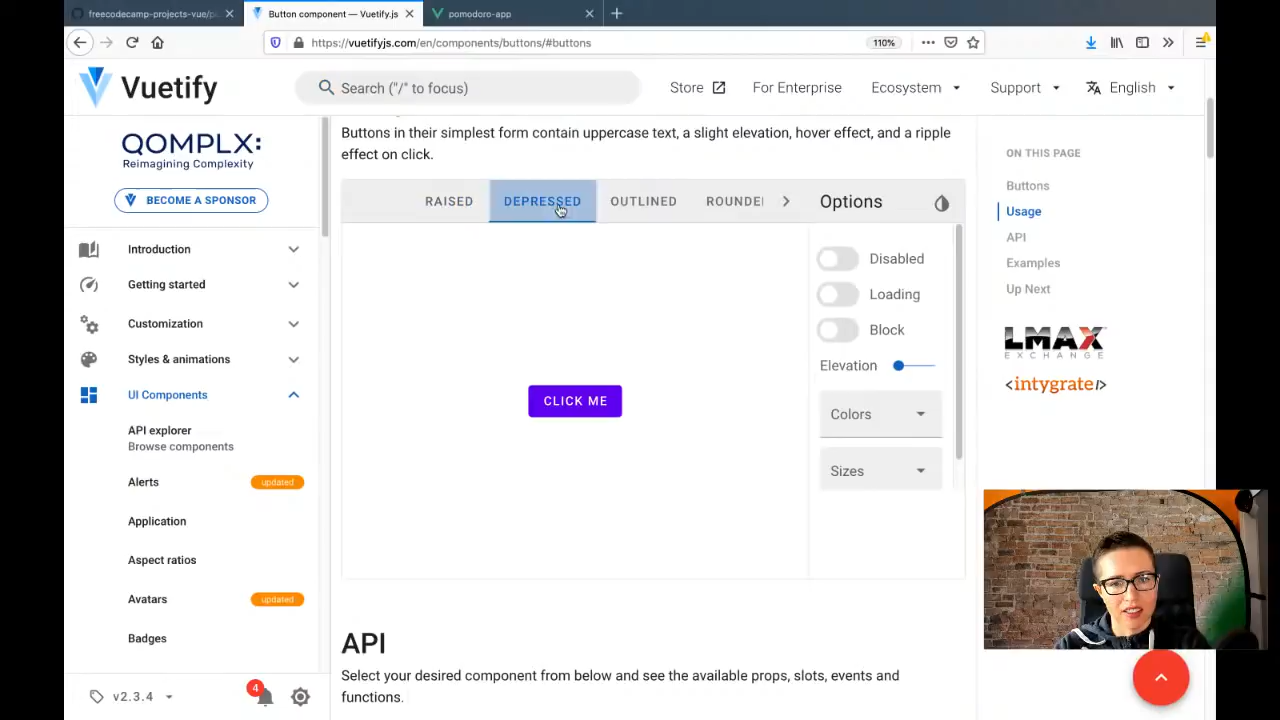 freecodecamp-projects-vue/
Button component — Vuetify.js
pomodoro-app
https://vuetifyjs.com/en/components/buttons/#buttons
110%
Vuetify
Search ("/" to focus)
Store
For Enterprise
Ecosystem
Support
English
QOMPLX:
Reimagining Complexity
BECOME A SPONSOR
Introduction
Getting started
Customization
Styles & animations
UI Components
API explorer
Browse components
Alerts
updated
Application
Aspect ratios
Avatars
updated
Badges
v2.3.4
4
Buttons in their simplest form contain uppercase text, a slight elevation, hover effect, and a ripple
effect on click.
RAISED
DEPRESSED
OUTLINED
ROUNDE
Options
CLICK ME
Disabled
Loading
Block
Elevation
Colors
Sizes
API
Select your desired component from below and see the available props, slots, events and
functions.
ON THIS PAGE
Buttons
Usage
API
Examples
Up Next
LMAX
EXCHANGE
<intygrate/>